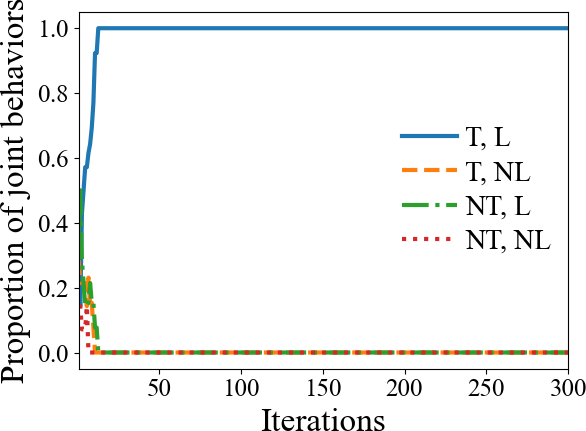 Proportion of joint behaviors
1.0
0.8
0.6
0.4
0.2
0.0
T, L
T, NL
NT, L
NT, NL
50 100 150 200 250 300
Iterations